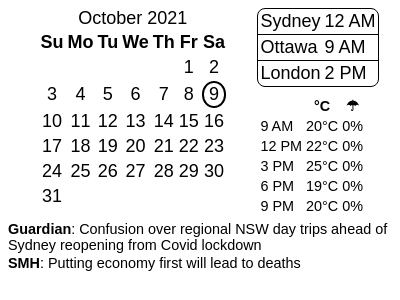 October 2021
Su Mo Tu We Th Fr Sa
1 2
3 4 5 6 7 8 9
10 11 12 13 14 15 16
17 18 19 20 21 22 23
24 25 26 27 28 29 30
31
Sydney 12 AM
Ottawa 9 AM
London 2 PM
°C ☂
9 AM 20°C 0%
12 PM 22°C 0%
3 PM 25°C 0%
6 PM 19°C 0%
9 PM 20°C 0%
Guardian: Confusion over regional NSW day trips ahead of
Sydney reopening from Covid lockdown
SMH: Putting economy first will lead to deaths